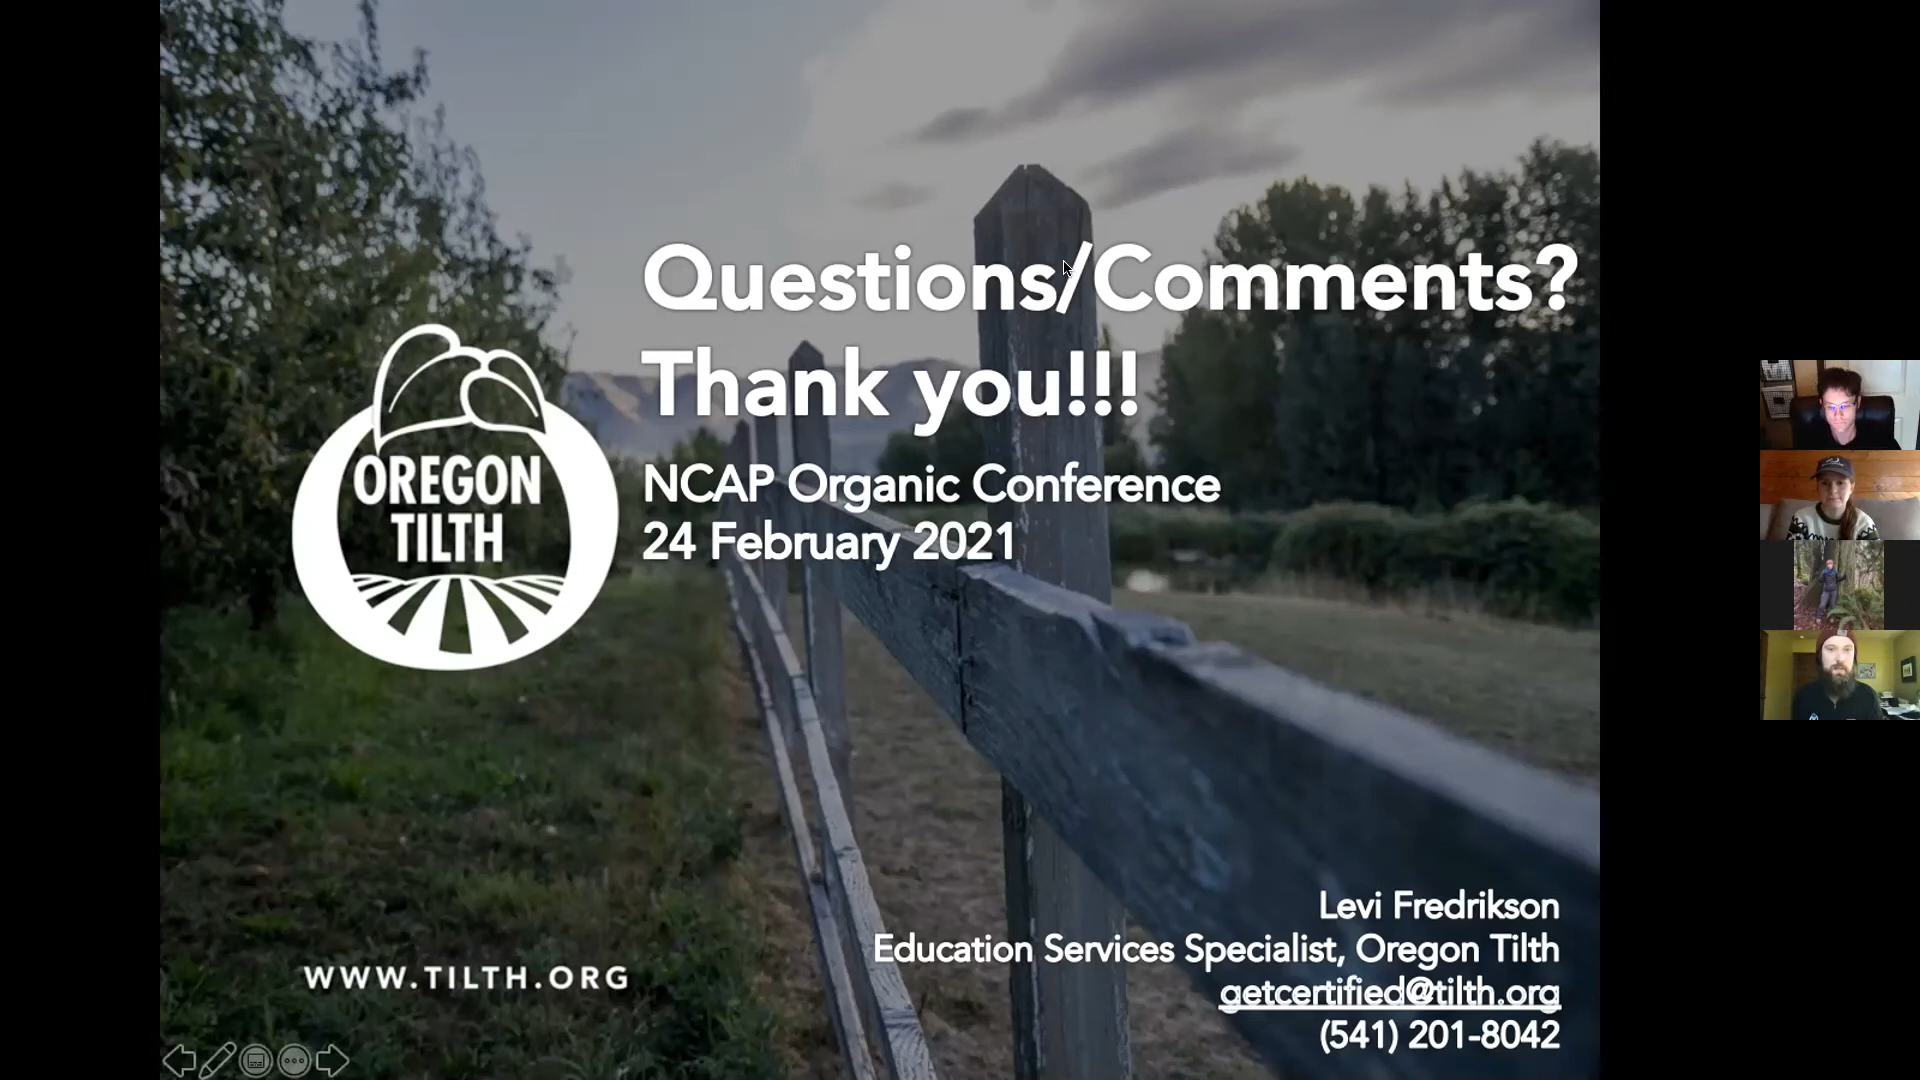 Questions/Comments?
Thank you!!!
NCAP Organic Conference
24 February 2021
OREGON
TILTH
WWW.TILTH.ORG
Levi Fredrikson
Education Services Specialist, Oregon Tilth
getcertified@tilth.org
(541) 201-8042